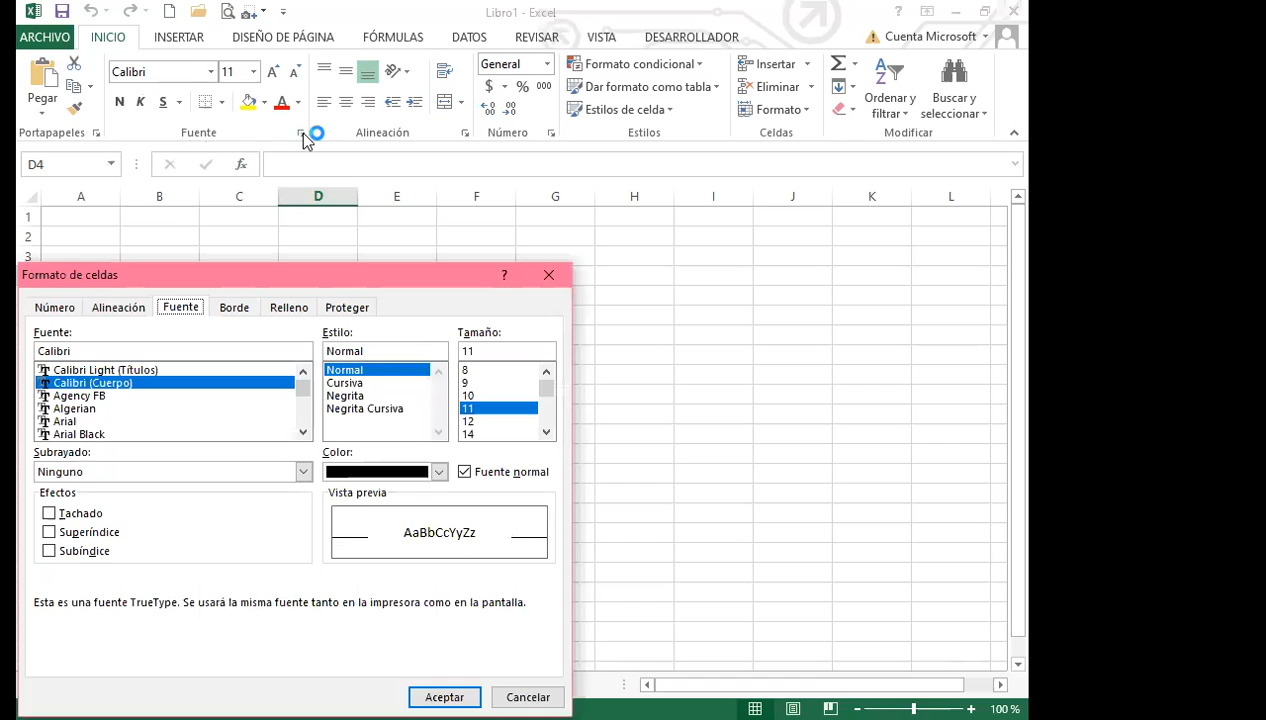 Libro1 - Excel
?
ARCHIVO INICIO INSERTAR DISEÑO DE PÁGINA FÓRMULAS DATOS REVISAR VISTA DESARROLLADOR Cuenta Microsoft
Pegar
Calibri 11
N K S
General
$ % 000
Formato condicional
Dar formato como tabla
Estilos de celda
Insertar
Eliminar
Formato
Ordenar y
filtrar
Buscar y
seleccionar
Portapapeles Fuente Alineación Número Estilos Celdas Modificar
D4 fx
A B C D E F G H I J K L
1
2
3
Formato de celdas ?
Número Alineación Fuente Borde Relleno Proteger
Fuente: Estilo: Tamaño:
Calibri Normal 11
Calibri Light (Títulos) Normal 8
Calibri (Cuerpo) Cursiva 9
Agency FB Negrita 10
Algerian Negrita Cursiva 11
Arial 12
Arial Black 14
Subrayado: Color:
Ninguno Fuente normal
Efectos Vista previa
Tachado
Superíndice
Subíndice
AaBbCcYyZz
Esta es una fuente TrueType. Se usará la misma fuente tanto en la impresora como en la pantalla.
Aceptar Cancelar
100 %